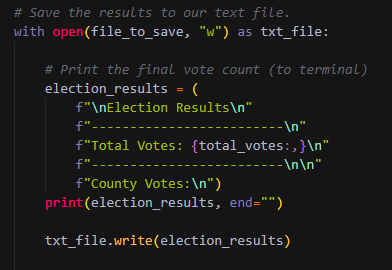 # Save the results to our text file.
with open(file_to_save, "w") as txt_file:
# Print the final vote count (to terminal)
election_results = (
f"\nElection Results\n"
f"-------------------------\n"
f"Total Votes: {total_votes:,}\n"
f"-------------------------\n\n"
f"County Votes:\n")
print(election_results, end="")
txt_file.write(election_results)